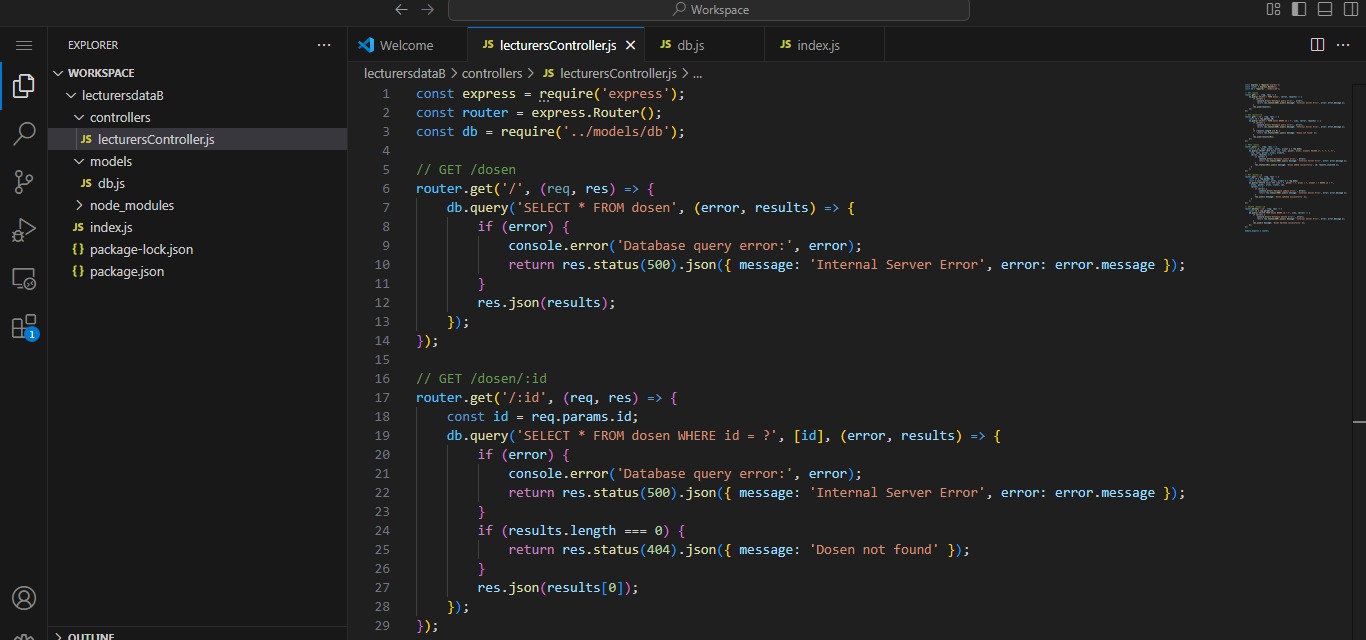 Workspace
EXPLORER
WORKSPACE
lecturersdataB
controllers
JS lecturersController.js
models
JS db.js
node_modules
JS index.js
{} package-lock.json
{} package.json
1
OUTLINE
Welcome
JS lecturersController.js
JS db.js
JS index.js
lecturersdataB > controllers > JS lecturersController.js > ...
1 const express = require('express');
2 const router = express.Router();
3 const db = require('../models/db');
4
5 // GET /dosen
6 router.get('/', (req, res) => {
7 db.query('SELECT * FROM dosen', (error, results) => {
8 if (error) {
9 console.error('Database query error:', error);
10 return res.status(500).json({ message: 'Internal Server Error', error: error.message });
11 }
12 res.json(results);
13 });
14 });
15
16 // GET /dosen/:id
17 router.get('/:id', (req, res) => {
18 const id = req.params.id;
19 db.query('SELECT * FROM dosen WHERE id = ?', [id], (error, results) => {
20 if (error) {
21 console.error('Database query error:', error);
22 return res.status(500).json({ message: 'Internal Server Error', error: error.message });
23 }
24 if (results.length === 0) {
25 return res.status(404).json({ message: 'Dosen not found' });
26 }
27 res.json(results[0]);
28 });
29 });